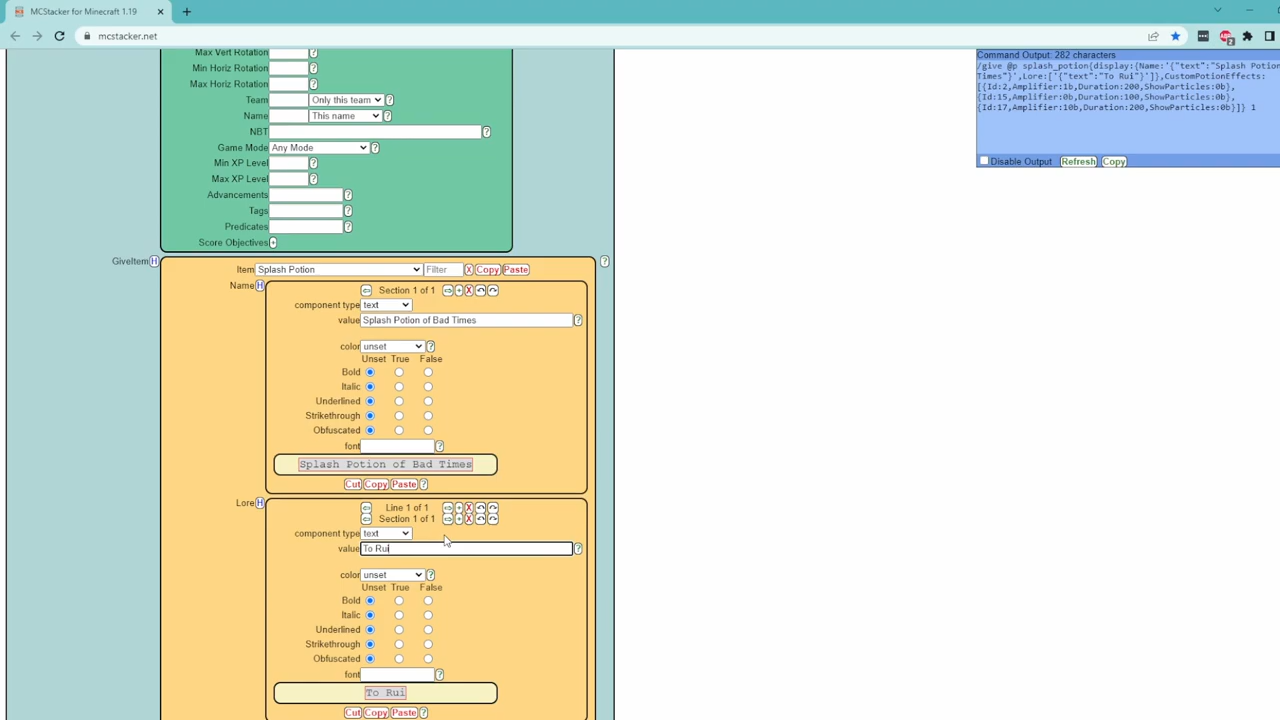 MCStacker for Minecraft 1.19
mcstacker.net
Max Vert Rotation ?
Min Horiz Rotation ?
Max Horiz Rotation ?
Team Only this team ?
Name This name ?
NBT ?
Game Mode Any Mode ?
Min XP Level ?
Max XP Level ?
Advancements ?
Tags ?
Predicates ?
Score Objectives +
GiveItem H ?
Item Splash Potion Filter X Copy Paste
Name H
Section 1 of 1 + X
component type text
value Splash Potion of Bad Times ?
color unset ?
Unset True False
Bold
Italic
Underlined
Strikethrough
Obfuscated
font ?
Splash Potion of Bad Times
Cut Copy Paste ?
Lore H
Line 1 of 1 + X
Section 1 of 1 + X
component type text
value To Rui ?
color unset ?
Unset True False
Bold
Italic
Underlined
Strikethrough
Obfuscated
font ?
To Rui
Cut Copy Paste ?
Command Output: 282 characters
/give @p splash_potion{display:{Name:'{"text":"Splash Potion
Times"}',Lore:['{"text":"To Rui"}']},CustomPotionEffects:
[{Id:2,Amplifier:1b,Duration:200,ShowParticles:0b},
{Id:15,Amplifier:0b,Duration:100,ShowParticles:0b},
{Id:17,Amplifier:10b,Duration:200,ShowParticles:0b}]} 1
Disable Output Refresh Copy